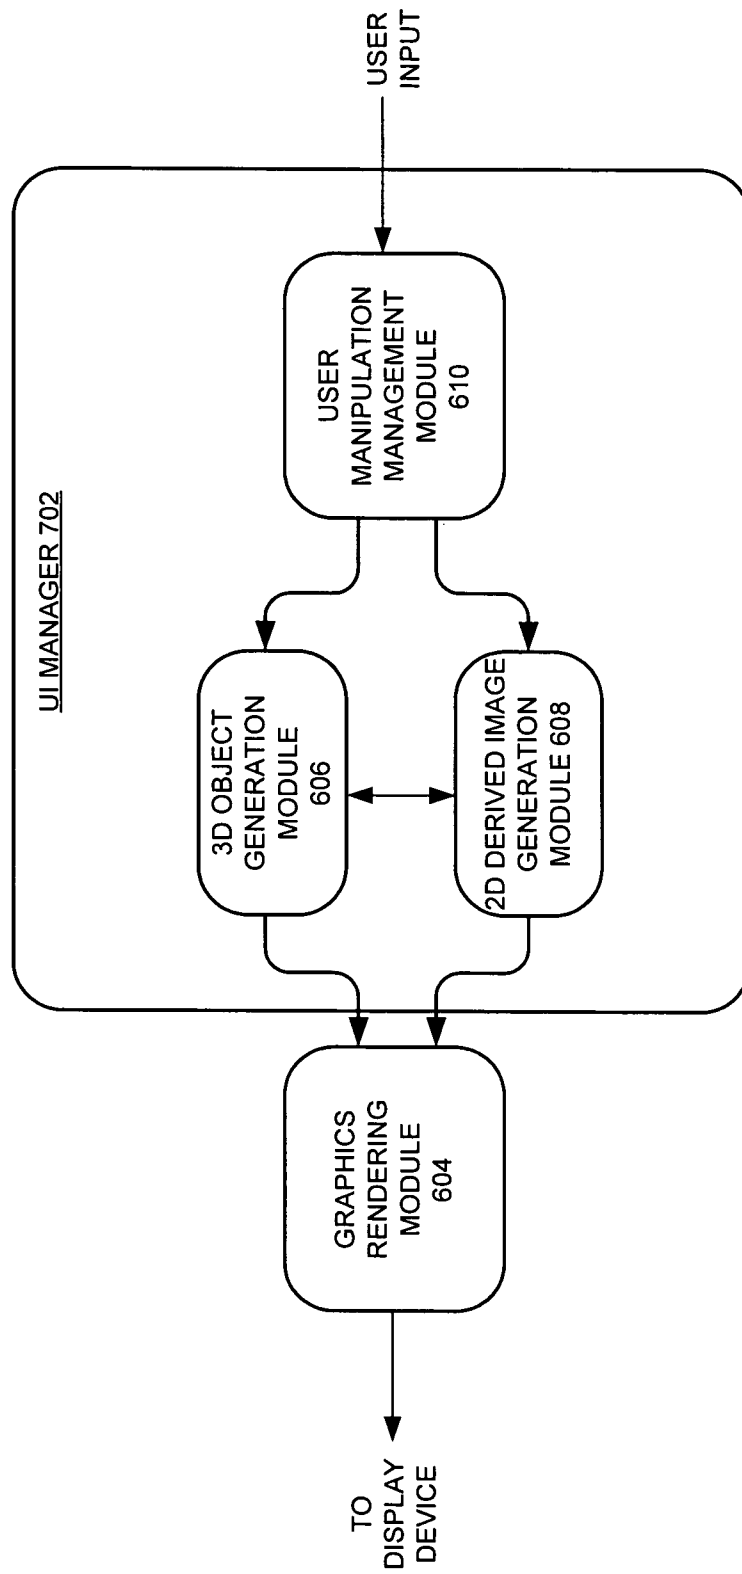 UI MANAGER 702
TO
DISPLAY
DEVICE
GRAPHICS
RENDERING
MODULE
604
3D OBJECT
GENERATION
MODULE
606
2D DERIVED IMAGE
GENERATION
MODULE 608
USER
MANIPULATION
MANAGEMENT
MODULE
610
USER
INPUT